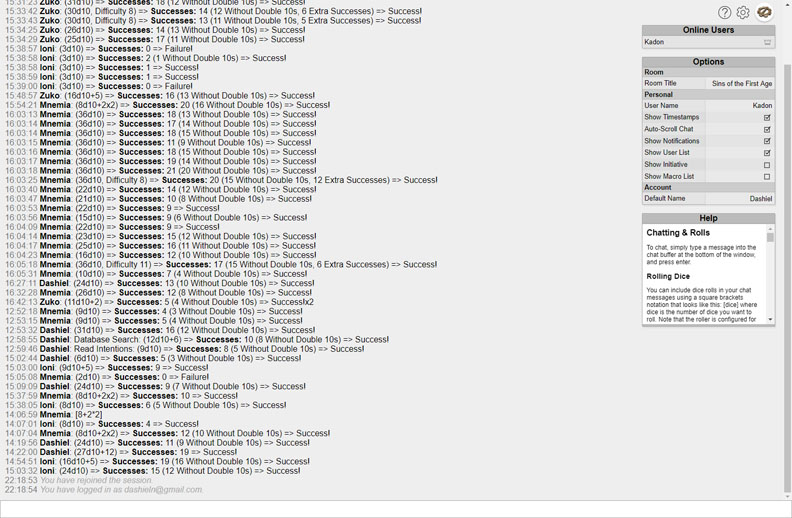 15:31:23 Zuko: (31d10) => Successes: 18 (12 Without Double 10s) => Success!
15:33:42 Zuko: (30d10, Difficulty 8) => Successes: 14 (12 Without Double 10s, 6 Extra Successes) => Success!
15:33:43 Zuko: (30d10, Difficulty 8) => Successes: 13 (11 Without Double 10s, 5 Extra Successes) => Success!
15:34:25 Zuko: (26d10) => Successes: 14 (13 Without Double 10s) => Success!
15:34:29 Zuko: (25d10) => Successes: 17 (11 Without Double 10s) => Success!
15:38:57 Ioni: (3d10) => Successes: 0 => Failure!
15:38:58 Ioni: (3d10) => Successes: 2 (1 Without Double 10s) => Success!
15:38:58 Ioni: (3d10) => Successes: 1 => Success!
15:38:59 Ioni: (3d10) => Successes: 1 => Success!
15:39:00 Ioni: (3d10) => Successes: 0 => Failure!
15:48:57 Zuko: (16d10+5) => Successes: 16 (13 Without Double 10s) => Success!
15:54:21 Mnemia: (8d10+2x2) => Successes: 20 (16 Without Double 10s) => Success!
16:03:13 Mnemia: (36d10) => Successes: 18 (13 Without Double 10s) => Success!
16:03:14 Mnemia: (36d10) => Successes: 17 (14 Without Double 10s) => Success!
16:03:14 Mnemia: (36d10) => Successes: 18 (15 Without Double 10s) => Success!
16:03:15 Mnemia: (36d10) => Successes: 11 (9 Without Double 10s) => Success!
16:03:16 Mnemia: (36d10) => Successes: 18 (15 Without Double 10s) => Success!
16:03:17 Mnemia: (36d10) => Successes: 19 (14 Without Double 10s) => Success!
16:03:18 Mnemia: (36d10) => Successes: 21 (20 Without Double 10s) => Success!
16:03:25 Mnemia: (36d10, Difficulty 8) => Successes: 20 (15 Without Double 10s, 12 Extra Successes) => Success!
16:03:40 Mnemia: (22d10) => Successes: 14 (12 Without Double 10s) => Success!
16:03:47 Mnemia: (21d10) => Successes: 10 (8 Without Double 10s) => Success!
16:03:53 Mnemia: (22d10) => Successes: 9 => Success!
16:03:56 Mnemia: (15d10) => Successes: 9 (6 Without Double 10s) => Success!
16:04:09 Mnemia: (22d10) => Successes: 9 => Success!
16:04:14 Mnemia: (23d10) => Successes: 15 (12 Without Double 10s) => Success!
16:04:17 Mnemia: (25d10) => Successes: 16 (11 Without Double 10s) => Success!
16:04:23 Mnemia: (16d10) => Successes: 12 (10 Without Double 10s) => Success!
16:05:18 Mnemia: (36d10, Difficulty 11) => Successes: 17 (15 Without Double 10s, 6 Extra Successes) => Success!
16:05:31 Mnemia: (10d10) => Successes: 7 (4 Without Double 10s) => Success!
16:27:11 Dashiel: (24d10) => Successes: 13 (10 Without Double 10s) => Success!
16:32:28 Mnemia: (26d10) => Successes: 12 (8 Without Double 10s) => Success!
16:42:13 Zuko: (11d10+2) => Successes: 5 (4 Without Double 10s) => Success!x2
12:52:18 Mnemia: (9d10) => Successes: 4 (3 Without Double 10s) => Success!
12:53:15 Mnemia: (9d10) => Successes: 5 (4 Without Double 10s) => Success!
12:53:32 Dashiel: (31d10) => Successes: 16 (12 Without Double 10s) => Success!
12:58:55 Dashiel: Database Search: (12d10+6) => Successes: 10 (8 Without Double 10s) => Success!
12:59:46 Dashiel: Read Intentions: (9d10) => Successes: 8 (5 Without Double 10s) => Success!
15:02:44 Dashiel: (6d10) => Successes: 5 (3 Without Double 10s) => Success!
15:03:00 Ioni: (9d10+5) => Successes: 9 => Success!
15:05:08 Mnemia: (2d10) => Successes: 0 => Failure!
15:09:09 Dashiel: (24d10) => Successes: 9 (7 Without Double 10s) => Success!
15:37:59 Mnemia: (8d10+2x2) => Successes: 10 => Success!
15:38:05 Ioni: (8d10) => Successes: 6 (5 Without Double 10s) => Success!
14:06:59 Mnemia: [8+2*2]
14:07:01 Ioni: (8d10) => Successes: 4 => Success!
14:07:04 Mnemia: (8d10+2x2) => Successes: 12 (10 Without Double 10s) => Success!
14:19:56 Dashiel: (24d10) => Successes: 11 (9 Without Double 10s) => Success!
14:22:00 Dashiel: (27d10+12) => Successes: 19 => Success!
14:54:51 Ioni: (16d10+5) => Successes: 19 (16 Without Double 10s) => Success!
15:03:32 Ioni: (24d10) => Successes: 15 (12 Without Double 10s) => Success!
22:18:53 You have rejoined the session.
22:18:54 You have logged in as dashieln@gmail.com.
Online Users
Kadon
Options
Room
Room Title Sins of the First Age
Personal
User Name Kadon
Show Timestamps
Auto-Scroll Chat
Show Notifications
Show User List
Show Initiative
Show Macro List
Account
Default Name Dashiel
Help
Chatting & Rolls
To chat, simply type a message into the
chat buffer at the bottom of the window,
and press enter.
Rolling Dice
You can include dice rolls in your chat
messages using a square brackets
notation that looks like this: [dice] where
dice is the number of dice you want to
roll. Note that the roller is configured for